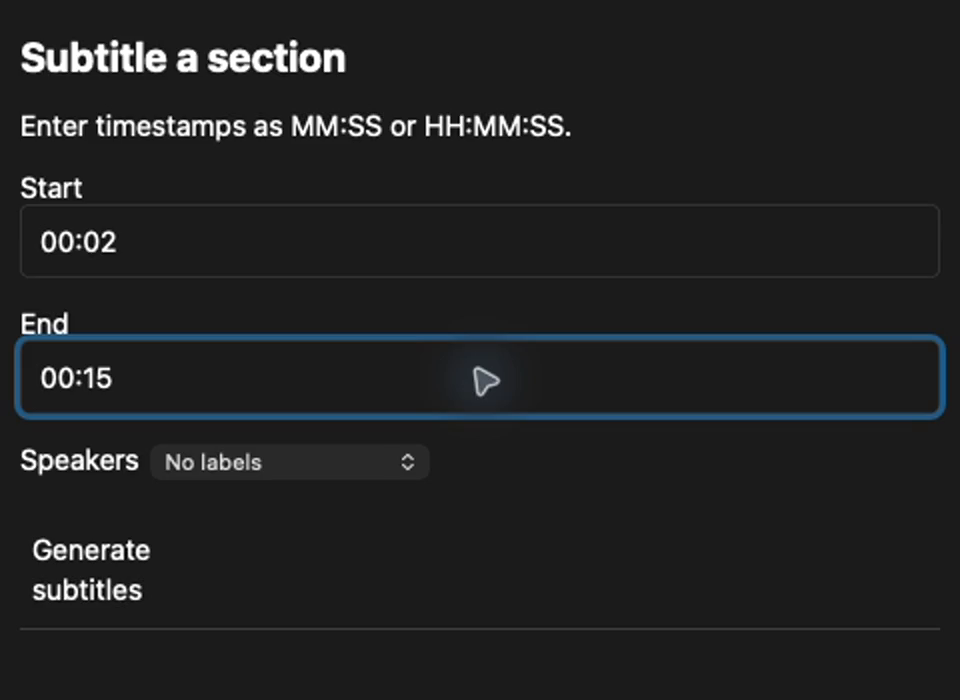 Subtitle a section
Enter timestamps as MM:SS or HH:MM:SS.
Start
00:02
End
00:15
Speakers No labels
Generate
subtitles